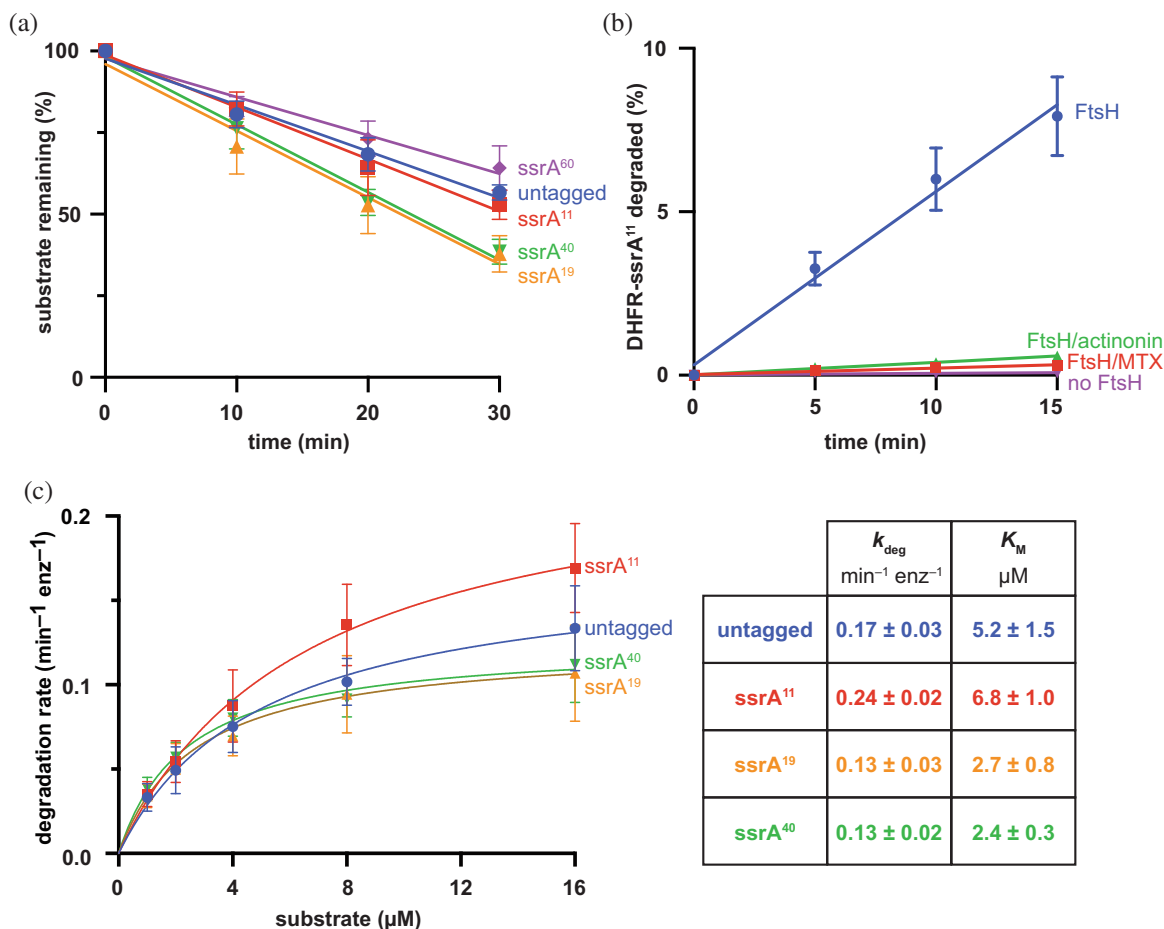 (a)
100
50
0
substrate remaining (%)
0 10 20 30
time (min)
ssrA⁶⁰
untagged
ssrA¹¹
ssrA⁴⁰
ssrA¹⁹
(b)
10
5
0
DHFR-ssrA¹¹ degraded (%)
0 5 10 15
time (min)
FtsH
FtsH/actinonin
FtsH/MTX
no FtsH
(c)
0.2
0.1
0.0
degradation rate (min⁻¹ enz⁻¹)
0 4 8 12 16
substrate (µM)
ssrA¹¹
untagged
ssrA⁴⁰
ssrA¹⁹
k_deg K_M
min⁻¹ enz⁻¹ µM
untagged 0.17 ± 0.03 5.2 ± 1.5
ssrA¹¹ 0.24 ± 0.02 6.8 ± 1.0
ssrA¹⁹ 0.13 ± 0.03 2.7 ± 0.8
ssrA⁴⁰ 0.13 ± 0.02 2.4 ± 0.3